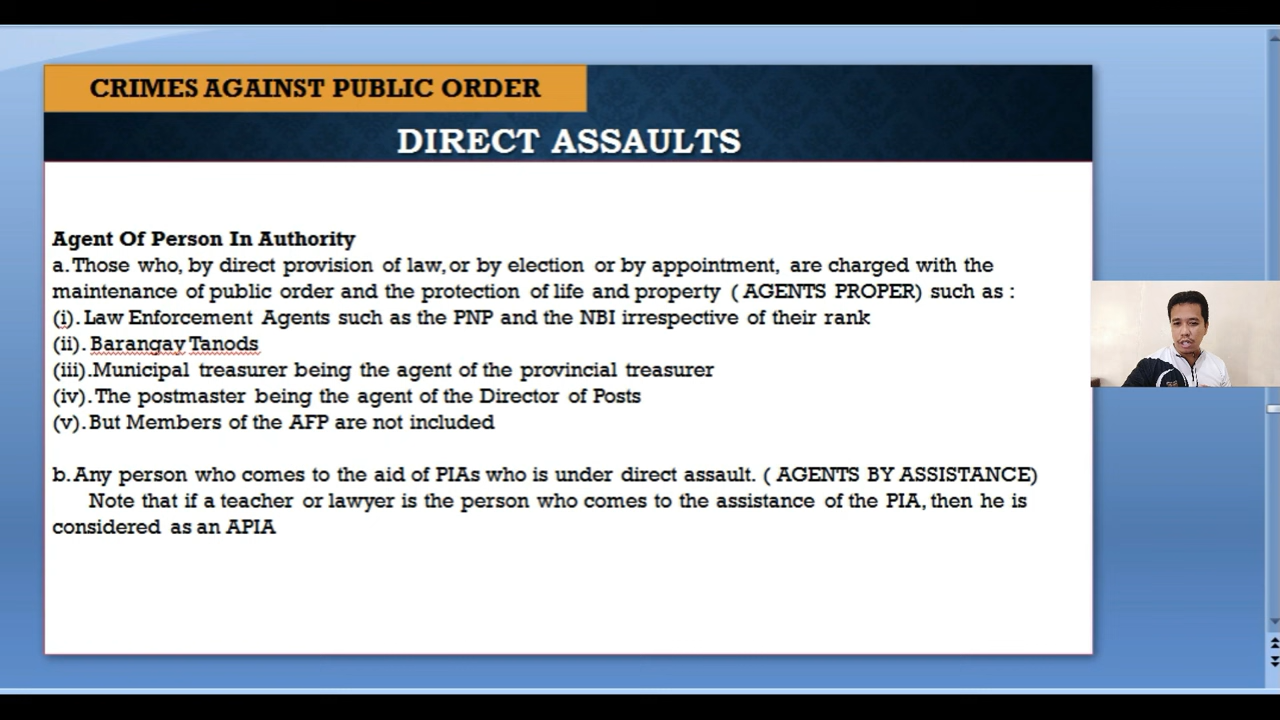 CRIMES AGAINST PUBLIC ORDER
DIRECT ASSAULTS
Agent Of Person In Authority
a. Those who, by direct provision of law, or by election or by appointment, are charged with the
maintenance of public order and the protection of life and property ( AGENTS PROPER) such as :
(i). Law Enforcement Agents such as the PNP and the NBI irrespective of their rank
(ii). Barangay Tanods
(iii).Municipal treasurer being the agent of the provincial treasurer
(iv). The postmaster being the agent of the Director of Posts
(v). But Members of the AFP are not included
b. Any person who comes to the aid of PIAs who is under direct assault. ( AGENTS BY ASSISTANCE)
Note that if a teacher or lawyer is the person who comes to the assistance of the PIA, then he is
considered as an APIA